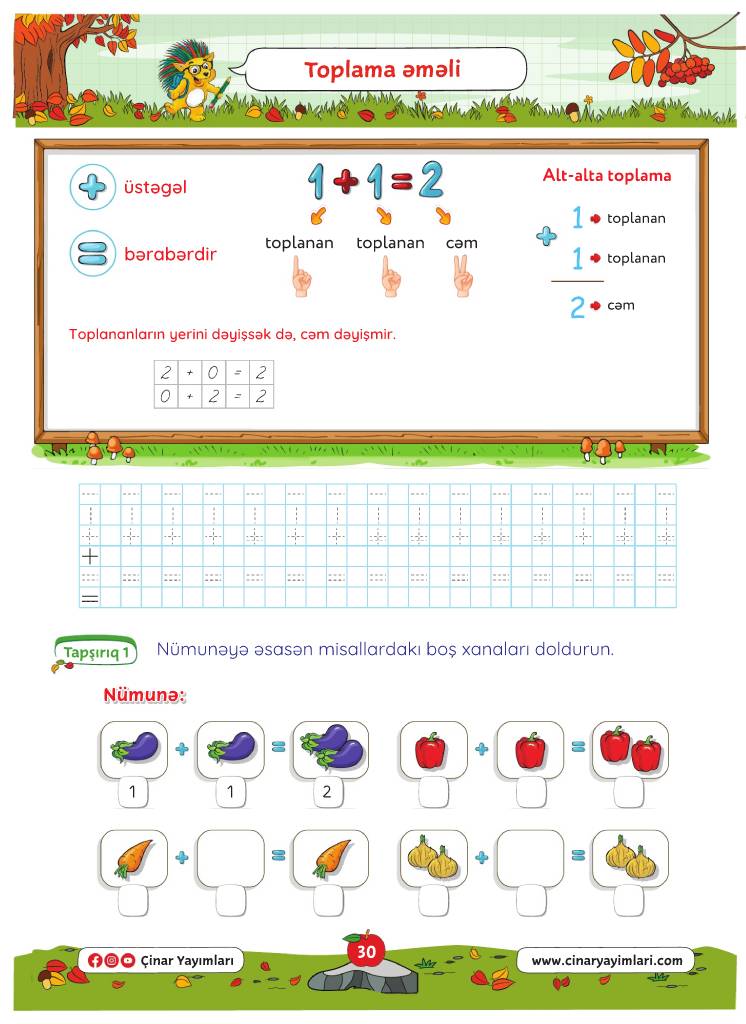 Toplama əməli
üstəgəl
bərabərdir
1 + 1 = 2
toplanan toplanan cəm
Alt-alta toplama
1 toplanan
+
1 toplanan
2 cəm
Toplananların yerini dəyişsək də, cəm dəyişmir.
2 + 0 = 2
0 + 2 = 2
+
=
Tapşırıq 1
Nümunəyə əsasən misallardakı boş xanaları doldurun.
Nümunə:
+ = + =
1 1 2
+ = + =
Çinar Yayımları
30
www.cinaryayimlari.com